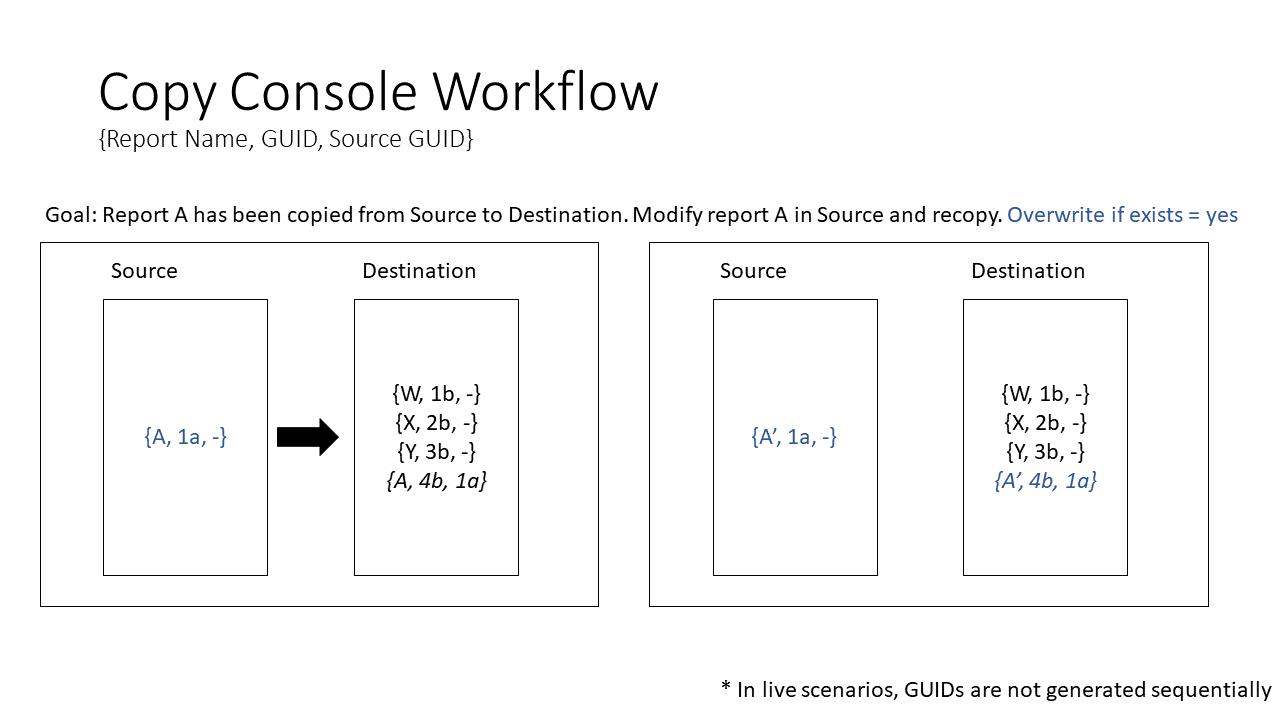 Copy Console Workflow
{Report Name, GUID, Source GUID}
Goal: Report A has been copied from Source to Destination. Modify report A in Source and recopy. Overwrite if exists = yes
Source
Destination
{A, 1a, -}
{W, 1b, -}
{X, 2b, -}
{Y, 3b, -}
{A, 4b, 1a}
Source
Destination
{A’, 1a, -}
{W, 1b, -}
{X, 2b, -}
{Y, 3b, -}
{A’, 4b, 1a}
* In live scenarios, GUIDs are not generated sequentially